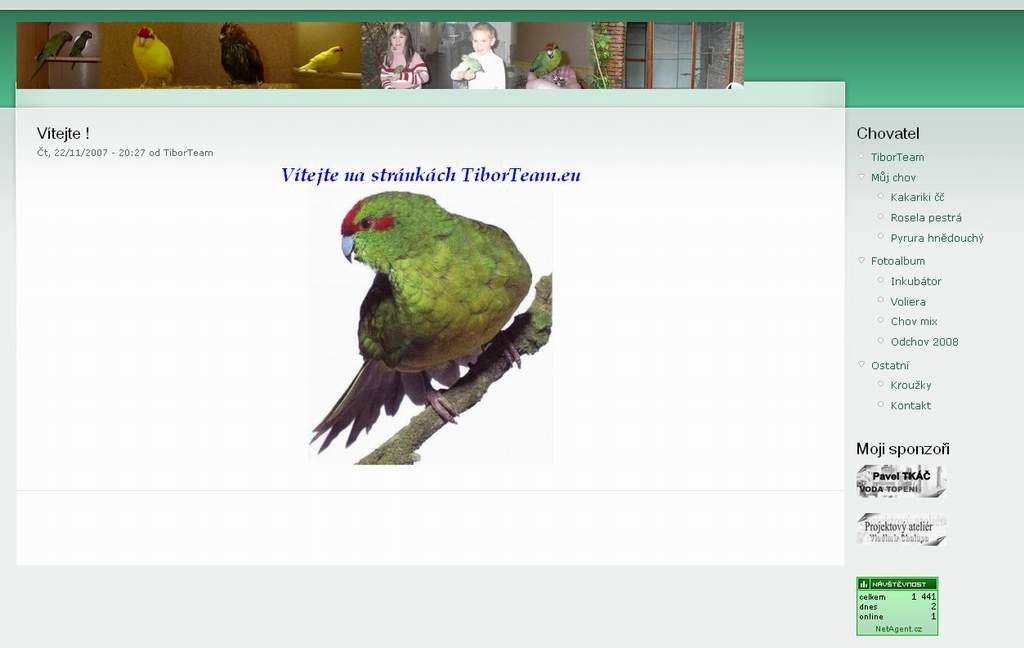 Vítejte !
Čt, 22/11/2007 - 20:27 od TiborTeam
Vítejte na stránkách TiborTeam.eu
Chovatel
TiborTeam
Můj chov
Kakariki čč
Rosela pestrá
Pyrura hnědouchý
Fotoalbum
Inkubátor
Voliera
Chov mix
Odchov 2008
Ostatní
Kroužky
Kontakt
Moji sponzoři
Pavel TKÁČ
VODA TOPENÍ
Projektový ateliér
Vladimír Chalupa
NÁVŠTĚVNOST
celkem 1 441
dnes 2
online 1
NetAgent.cz